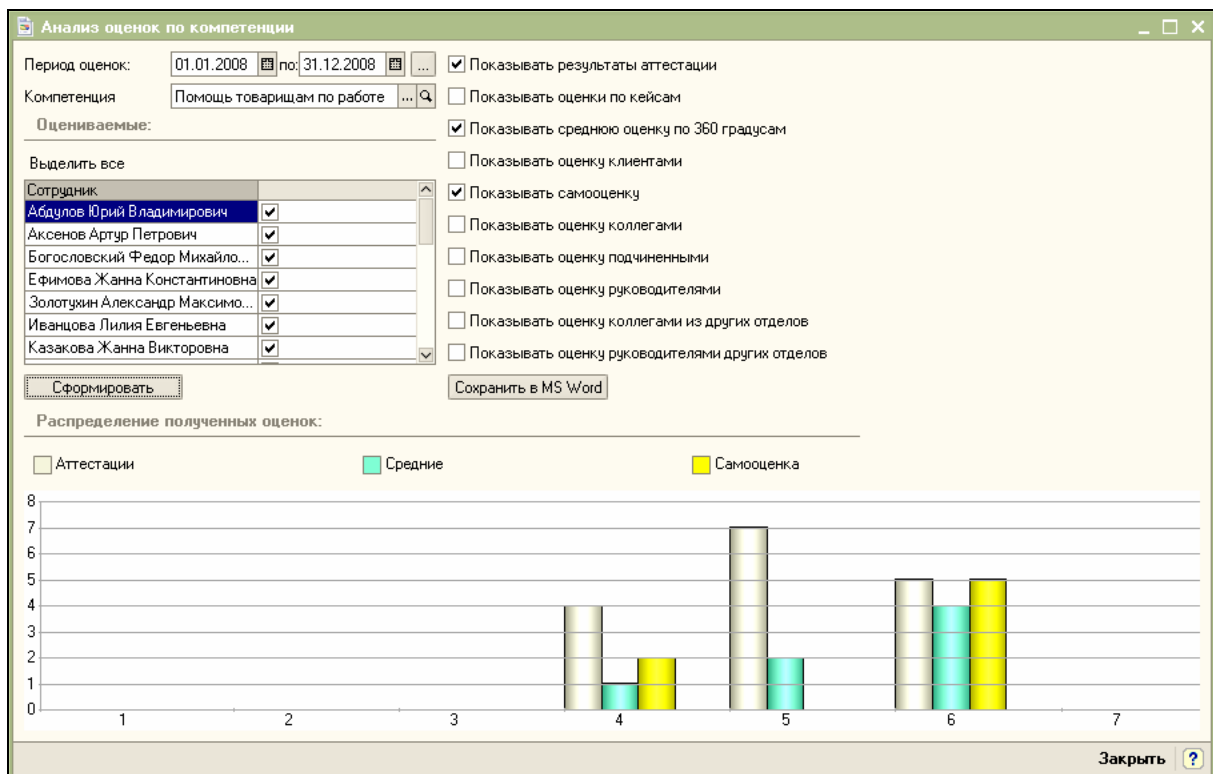 Анализ оценок по компетенции
Период оценок: 01.01.2008 по: 31.12.2008 ...
Компетенция Помощь товарищам по работе ...
Оцениваемые:
Выделить все
Сотрудник
Абдулов Юрий Владимирович
Аксенов Артур Петрович
Богословский Федор Михайло...
Ефимова Жанна Константиновна
Золотухин Александр Максимо...
Иванцова Лилия Евгеньевна
Казакова Жанна Викторовна
Сформировать
Показывать результаты аттестации
Показывать оценки по кейсам
Показывать среднюю оценку по 360 градусам
Показывать оценку клиентами
Показывать самооценку
Показывать оценку коллегами
Показывать оценку подчиненными
Показывать оценку руководителями
Показывать оценку коллегами из других отделов
Показывать оценку руководителями других отделов
Сохранить в MS Word
Распределение полученных оценок:
Аттестации Средние Самооценка
8
7
6
5
4
3
2
1
0
1 2 3 4 5 6 7
Закрыть ?